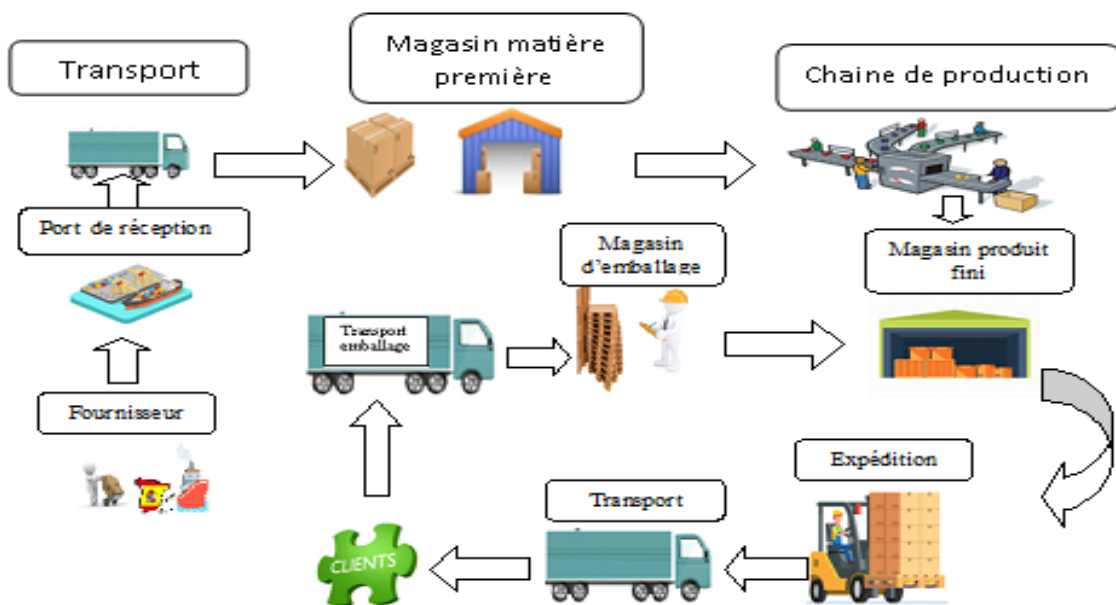 Transport
Magasin matière
première
Chaine de production
Port de réception
Magasin
d'emballage
Magasin produit
fini
Transport
emballage
Fournisseur
Expédition
Transport
CLIENTS